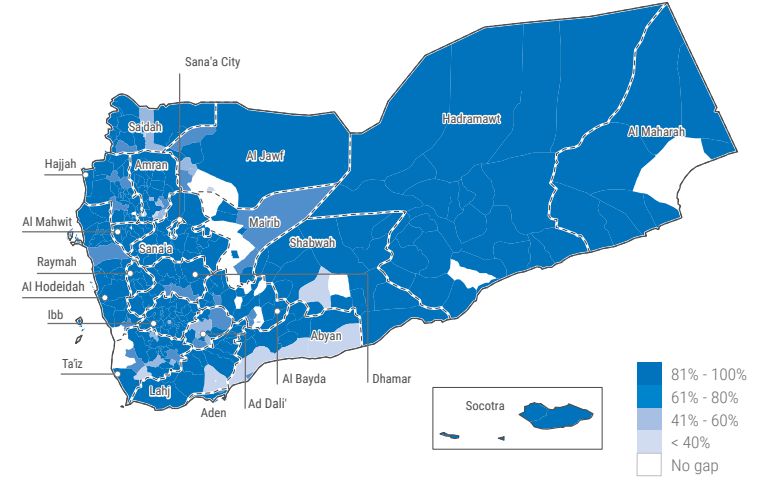 Sana'a City
Sa'dah
Hadramawt
Al Maharah
Al Jawf
Hajjah
Amran
Al Mahwit
Ma'rib
Sana'a
Shabwah
Raymah
Al Hodeidah
Ibb
Abyan
Ta'iz
Lahj
Al Bayda
Dhamar
Ad Dali'
Aden
Socotra
81% - 100%
61% - 80%
41% - 60%
< 40%
No gap